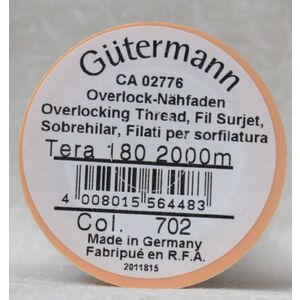 Gütermann
CA 02776
Overlock-Nähfaden
Overlocking Thread, Fil Surjet,
Sobrehilar, Filati per sorfilatura
Tera 180 2000m
4 008015 564483
Col. 702
Made in Germany
Fabriqué en R.F.A.
2011815